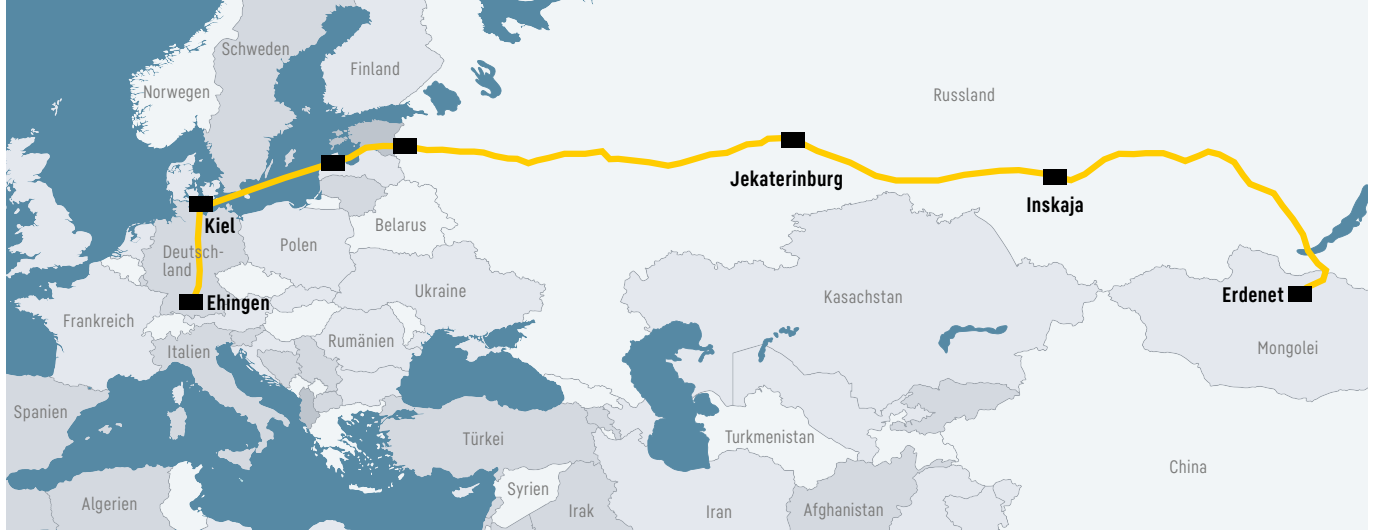 Schweden
Finland
Norwegen
Russland
Jekaterinburg
Inskaja
Kiel
Belarus
Polen
Deutsch-
land
Ehingen
Ukraine
Kasachstan
Erdenet
Frankreich
Rumänien
Italien
Mongolei
Spanien
Türkei
Turkmenistan
China
Syrien
Algerien
Irak
Iran
Afghanistan